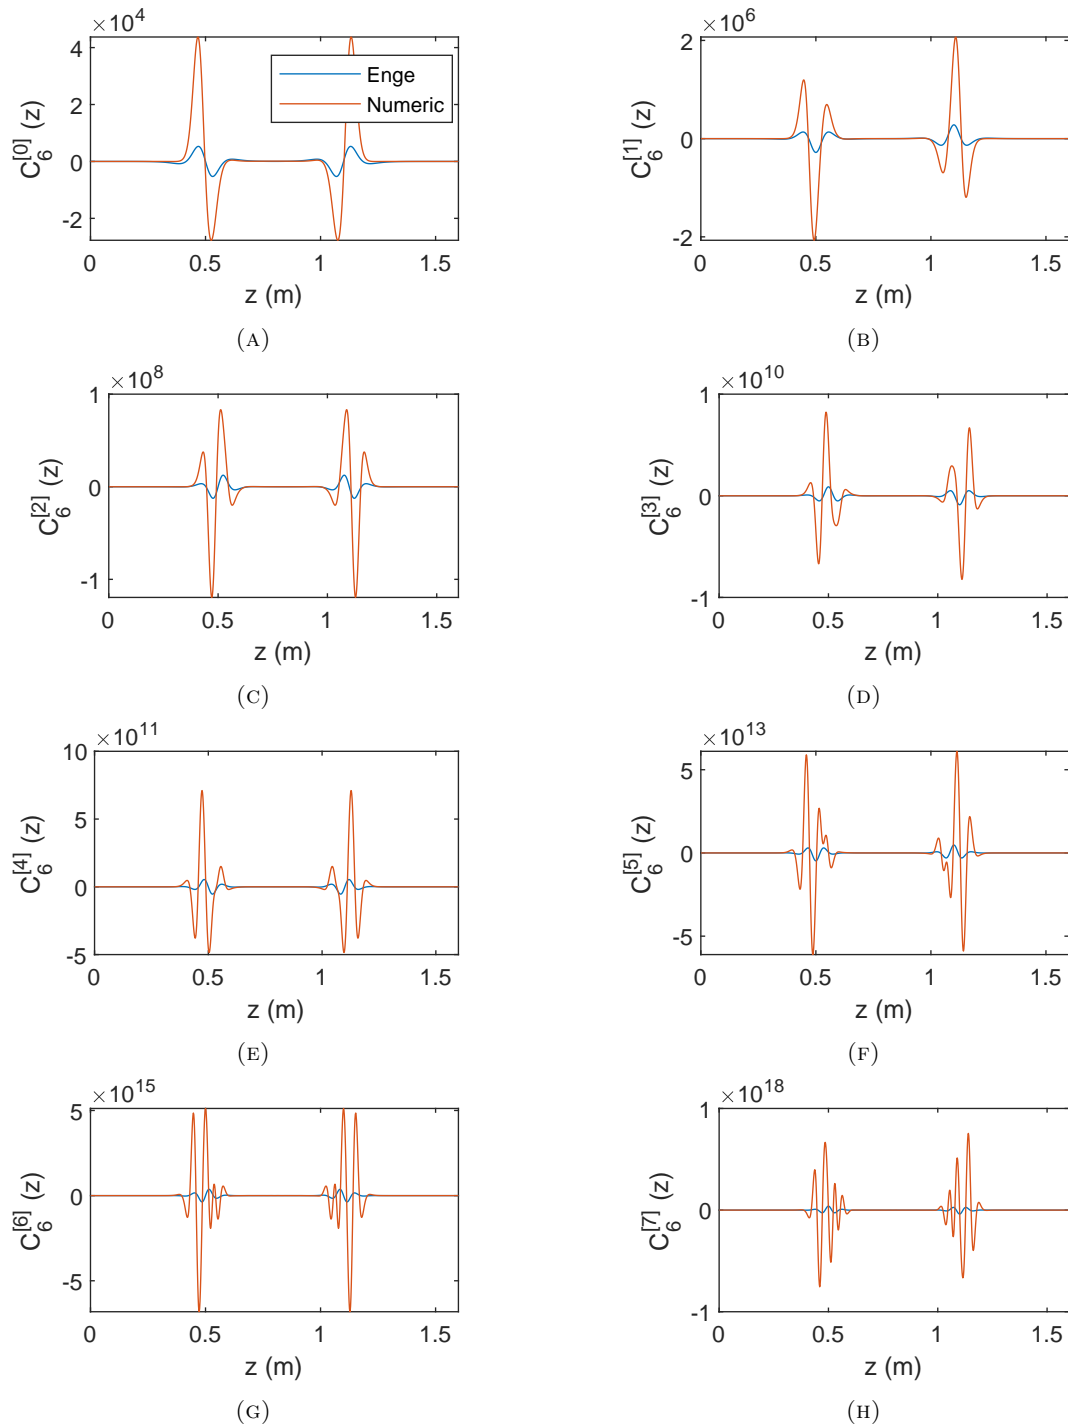 ×10^4
C_6^[0] (z)
4
2
0
-2
Enge
Numeric
0 0.5 1 1.5
z (m)
(A)
×10^6
C_6^[1] (z)
2
0
-2
0 0.5 1 1.5
z (m)
(B)
×10^8
C_6^[2] (z)
1
0
-1
0 0.5 1 1.5
z (m)
(C)
×10^10
C_6^[3] (z)
1
0
-1
0 0.5 1 1.5
z (m)
(D)
×10^11
C_6^[4] (z)
10
5
0
-5
0 0.5 1 1.5
z (m)
(E)
×10^13
C_6^[5] (z)
5
0
-5
0 0.5 1 1.5
z (m)
(F)
×10^15
C_6^[6] (z)
5
0
-5
0 0.5 1 1.5
z (m)
(G)
×10^18
C_6^[7] (z)
1
0
-1
0 0.5 1 1.5
z (m)
(H)